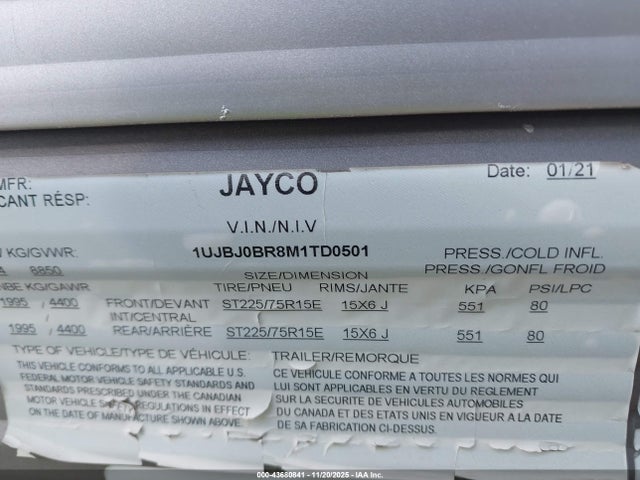 MFR: JAYCO Date: 01/21
CANT RÉSP:
V.I.N./N.I.V
KG/GVWR: 1UJBJ0BR8M1TD0501 PRESS./COLD INFL.
8850 SIZE/DIMENSION PRESS./GONFL FROID
NBE KG/GAWR TIRE/PNEU RIMS/JANTE KPA PSI/LPC
1995 / 4400 FRONT/DEVANT ST225/75R15E 15X6 J 551 80
INT/CENTRAL
1995 / 4400 REAR/ARRIÈRE ST225/75R15E 15X6 J 551 80
TYPE OF VEHICLE/TYPE DE VÉHICULE: TRAILER/REMORQUE
THIS VEHICLE CONFORMS TO ALL APPLICABLE U.S.
FEDERAL MOTOR VEHICLE SAFETY STANDARDS AND
STANDARDS PRESCRIBED UNDER THE CANADIAN
MOTOR VEHICLE SAFETY REGULATIONS IN EFFECT
ON THE DATE OF MANUFACTURE SHOWN ABOVE.
CE VÉHICULE CONFORME A TOUTES LES NORMES QUI
LUI SONT APPLICABLES EN VERTU DU REGLEMENT
SUR LA SECURITE DE VEHICULES AUTOMOBILES
DU CANADA ET DES ETATS UNIS EN VIGUEUR A LA DATE
DE SA FABRICATION CI-DESSUS.
000-43680841 - 11/20/2025 - IAA Inc.